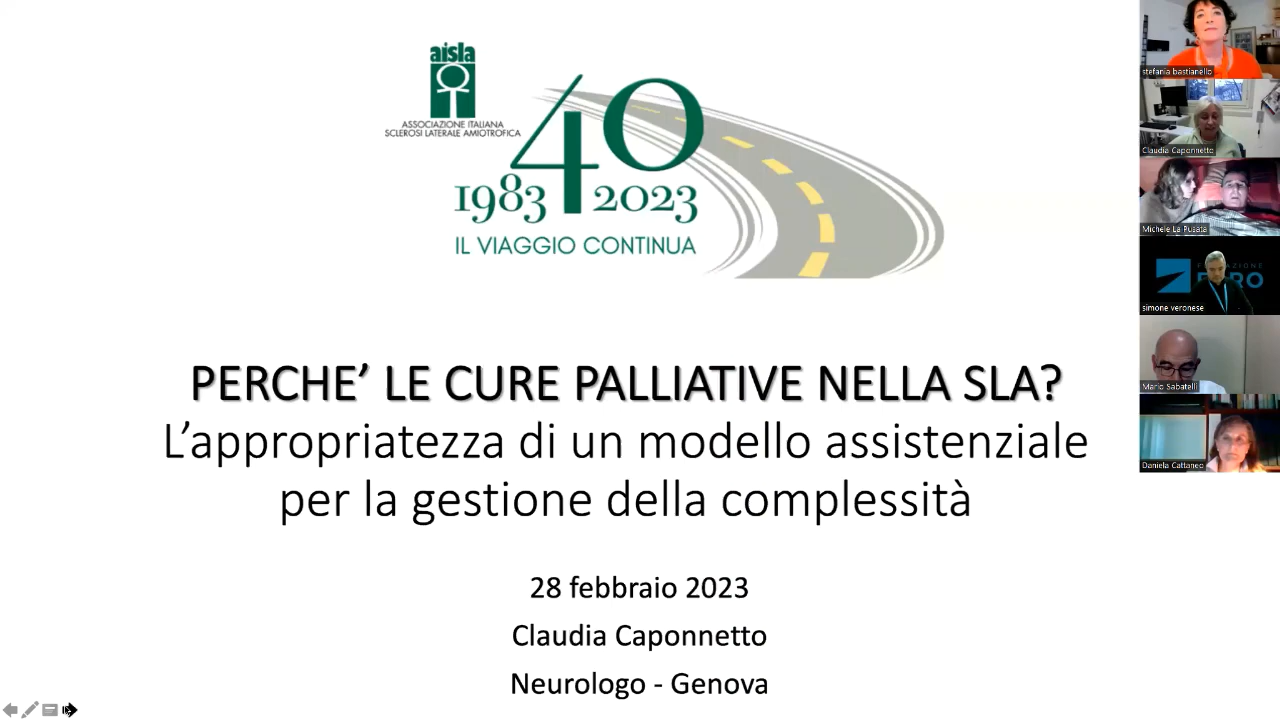 aisla
ASSOCIAZIONE ITALIANA
SCLEROSI LATERALE AMIOTROFICA
40
1983 2023
IL VIAGGIO CONTINUA
PERCHE’ LE CURE PALLIATIVE NELLA SLA?
L’appropriatezza di un modello assistenziale
per la gestione della complessità
28 febbraio 2023
Claudia Caponnetto
Neurologo - Genova
stefania bastianello
Claudia Caponnetto
Michele La Pusata
simone veronese
Mario Sabatelli
Daniela Cattaneo